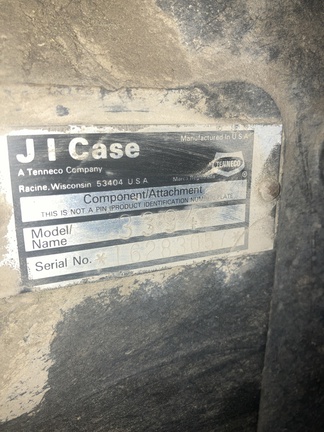 Manufactured In U S A
J I Case
TENNECO
®
A Tenneco Company
Racine, Wisconsin 53404 U S A
Component/Attachment
THIS IS NOT A PIN (PRODUCT IDENTIFICATION NUMBER) PLATE
Model/
Name
Serial No.